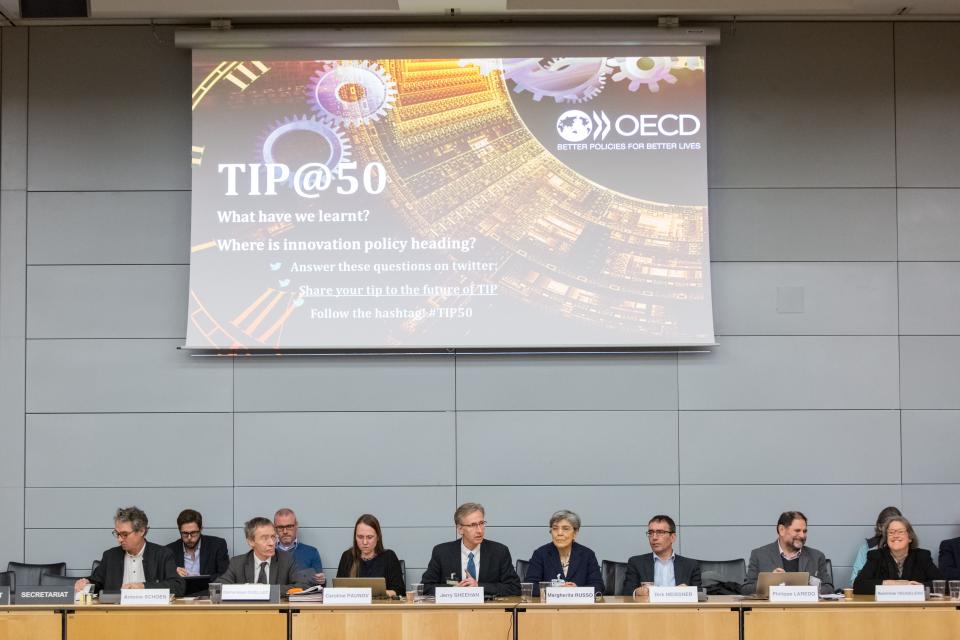 OECD
BETTER POLICIES FOR BETTER LIVES
TIP@50
What have we learnt?
Where is innovation policy heading?
Answer these questions on twitter:
Share your tip to the future of TIP
Follow the hashtag! #TIP50
SECRETARIAT
Antoine SCHOEN
Caroline PAUNOV
Jerry SHEEHAN
Margherita RUSSO
Dirk MEISSNER
Philippe LAREDO